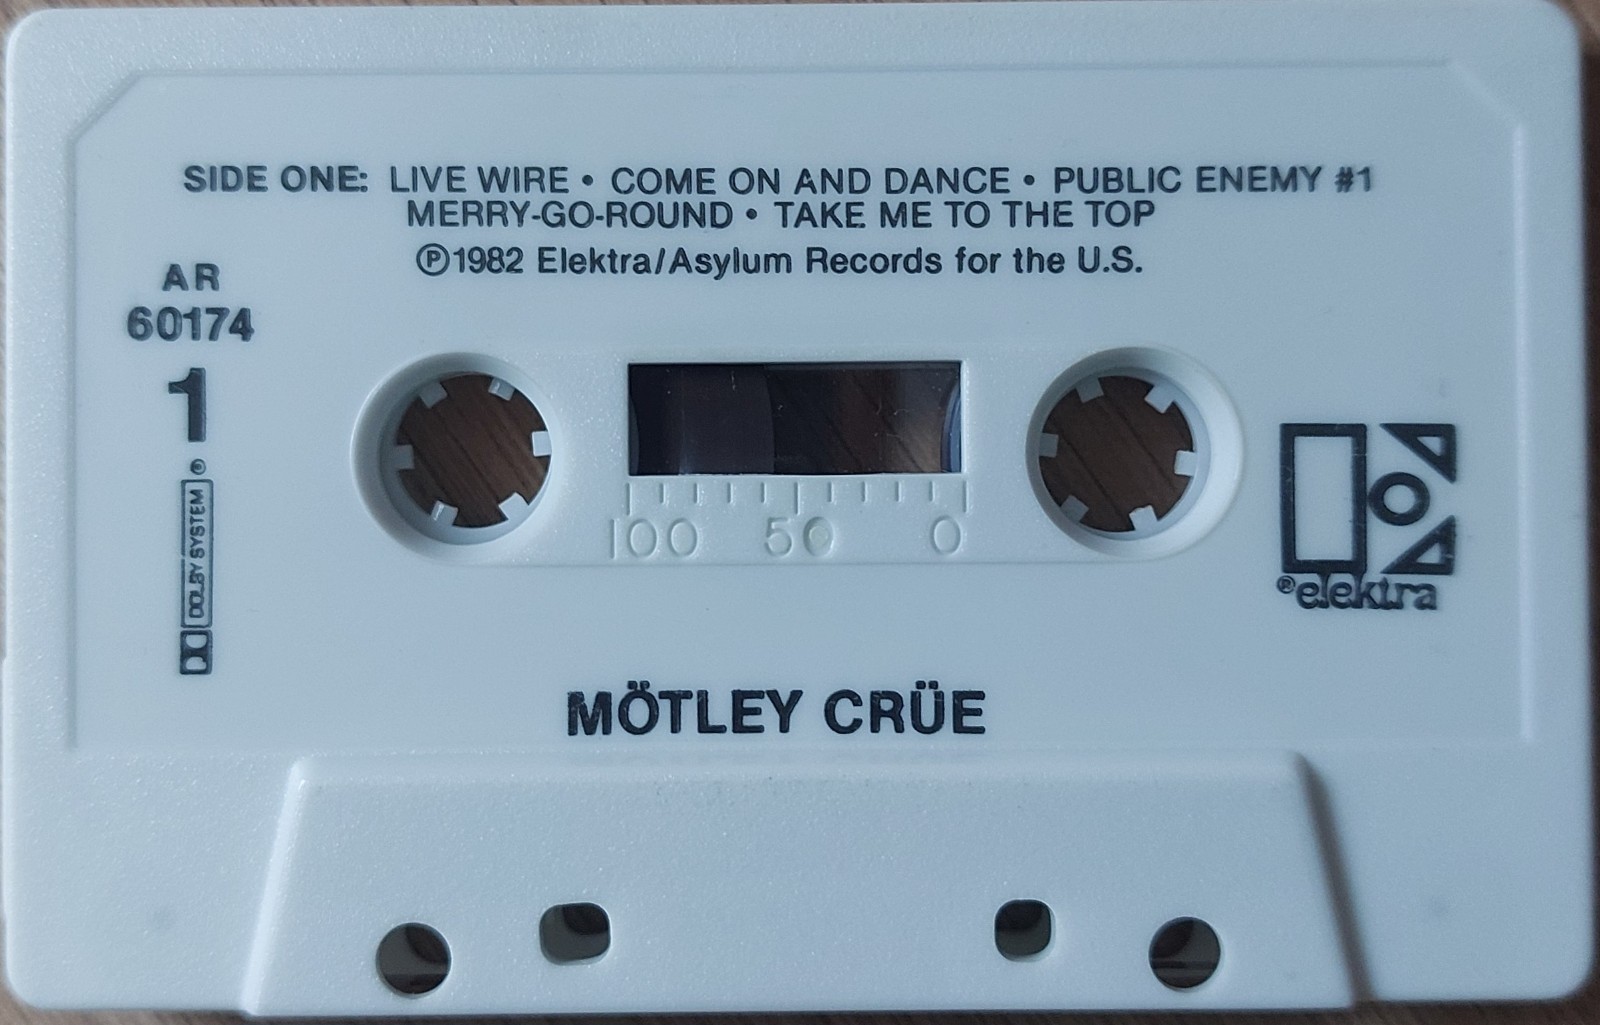 SIDE ONE: LIVE WIRE • COME ON AND DANCE • PUBLIC ENEMY #1
MERRY-GO-ROUND • TAKE ME TO THE TOP
℗1982 Elektra/Asylum Records for the U.S.
AR
60174
1
DOLBY SYSTEM ®
100 50 0
®elektra
MÖTLEY CRÜE